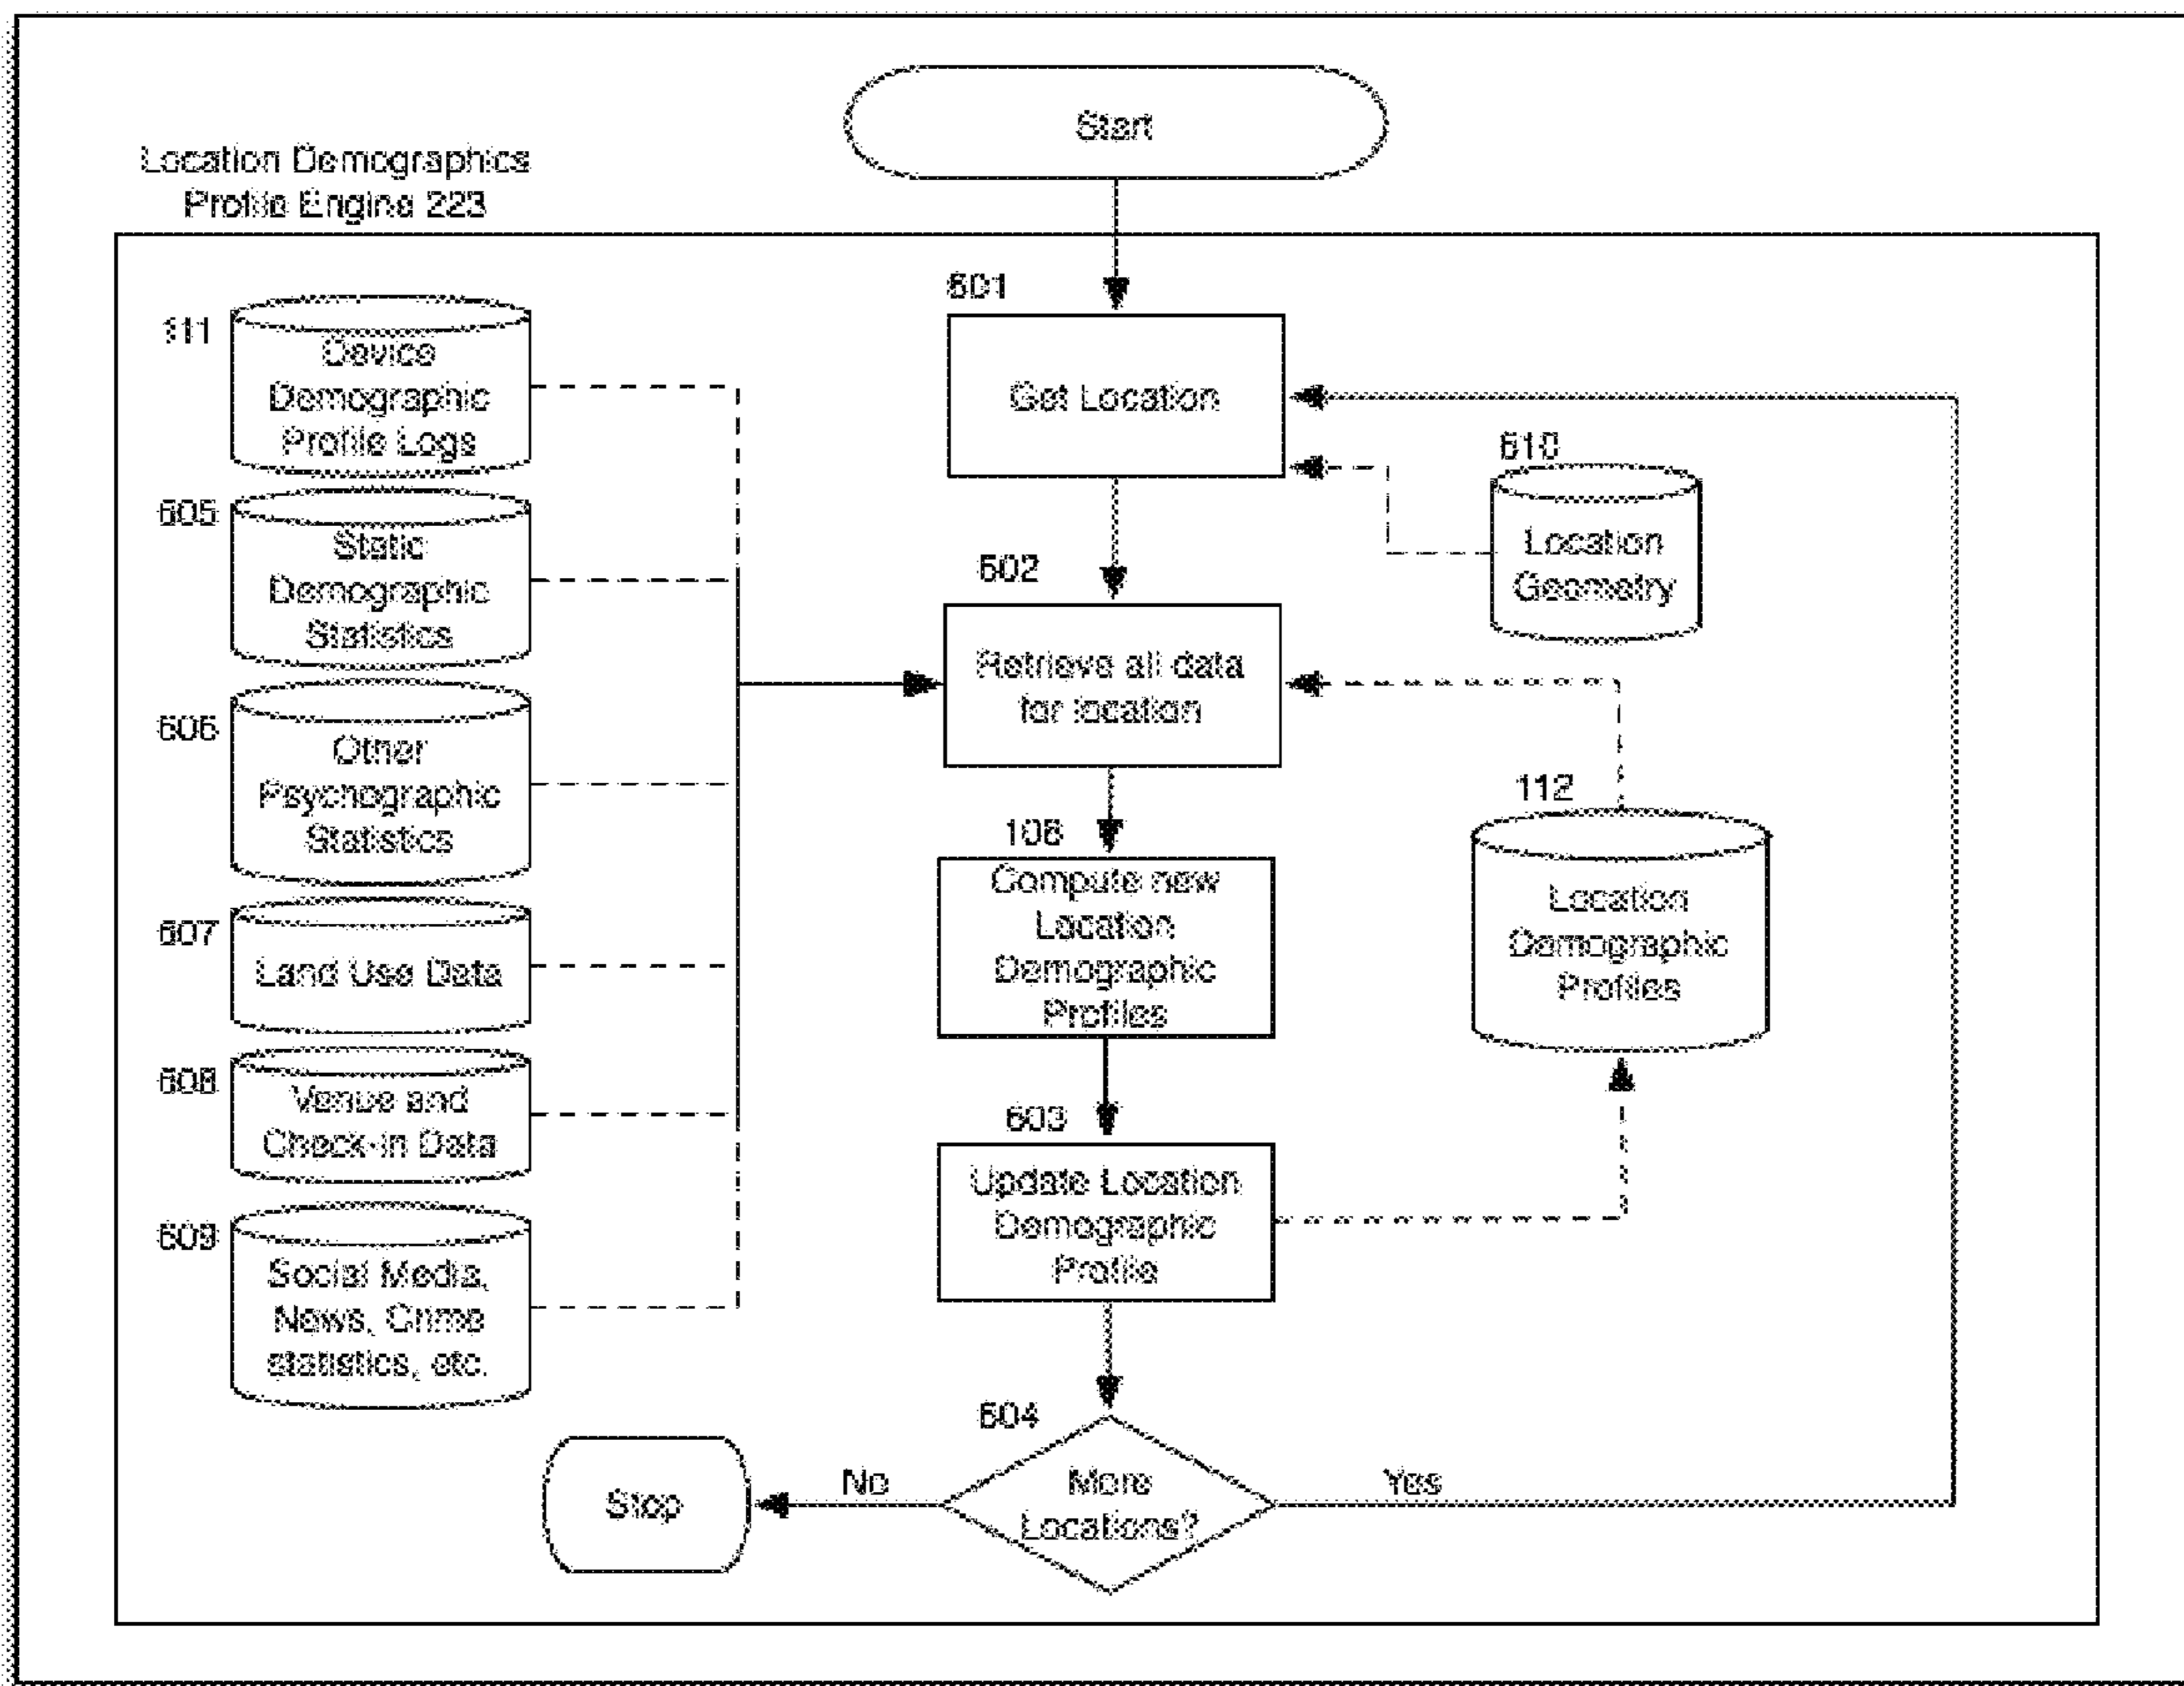 Start
Location Demographics
Profile Engine 223
601
Get Location
111
Device
Demographic
Profile Logs
610
Location
Geometry
605
Static
Demographic
Statistics
602
Retrieve all data
for location
606
Other
Psychographic
Statistics
112
Location
Demographic
Profiles
106
Compute new
Location
Demographic
Profiles
607
Land Use Data
608
Venue and
Check-in Data
603
Update Location
Demographic
Profile
609
Social Media,
News, Crime
statistics, etc.
604
More
Locations?
No
Yes
Stop